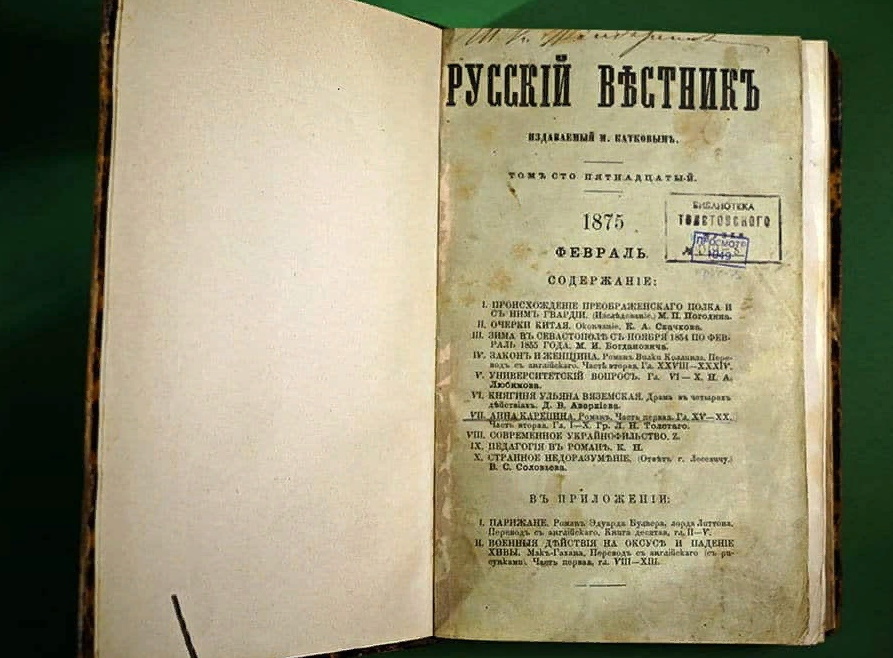 РУССКІЙ ВѢСТНИКЪ
ИЗДАВАЕМЫЙ М. КАТКОВЫМЪ.
ТОМЪ СТО ПЯТНАДЦАТЫЙ.
1875
ФЕВРАЛЬ.
БИБЛИОТЕКА
ТОЛСТОВСКОГО
ПРОСМОТР
1949
СОДЕРЖАНІЕ:
I. ПРОИСХОЖДЕНІЕ ПРЕОБРАЖЕНСКАГО ПОЛКА И
СЪ НИМЪ ГВАРДІИ. (Изслѣдованіе.) М. П. Погодина.
II. ОЧЕРКИ КИТАЯ. Окончаніе. К. А. Скачкова.
III. ЗИМА ВЪ СЕВАСТОПОЛѢ СЪ НОЯБРЯ 1854 ПО ФЕВ-
РАЛЬ 1855 ГОДА. М. И. Богдановича.
IV. ЗАКОНЪ И ЖЕНЩИНА. Романъ Вилки Коллинза. Пере-
водъ съ англійскаго. Часть вторая. Гл. XXVIII—XXXIV.
V. УНИВЕРСИТЕТСКІЙ ВОПРОСЪ. Гл. VI—X. Н. А.
Любимова.
VI. КНЯГИНЯ УЛЬЯНА ВЯЗЕМСКАЯ. Драма въ четырехъ
дѣйствіяхъ. Д. В. Аверкіева.
VII. АННА КАРЕНИНА. Романъ. Часть первая. Гл. XV—XX.
Часть вторая. Гл. I—X. Гр. Л. Н. Толстаго.
VIII. СОВРЕМЕННОЕ УКРАЙНОФИЛЬСТВО. Z.
IX. ПЕДАГОГІЯ ВЪ РОМАНѢ. К. Н.
X. СТРАННОЕ НЕДОРАЗУМѢНІЕ. (Отвѣтъ г. Лесевичу.)
В. С. Соловьева.
ВЪ ПРИЛОЖЕНІИ:
I. ПАРИЖАНЕ. Романъ Эдуарда Булвера, лорда Литтона.
Переводъ съ англійскаго. Книга десятая, гл. II—V.
II. ВОЕННЫЯ ДѢЙСТВІЯ НА ОКСУСѢ И ПАДЕНІЕ
ХИВЫ. Макъ-Гахана. Переводъ съ англійскаго (съ ри-
сунками). Часть первая, гл. VIII—XIII.